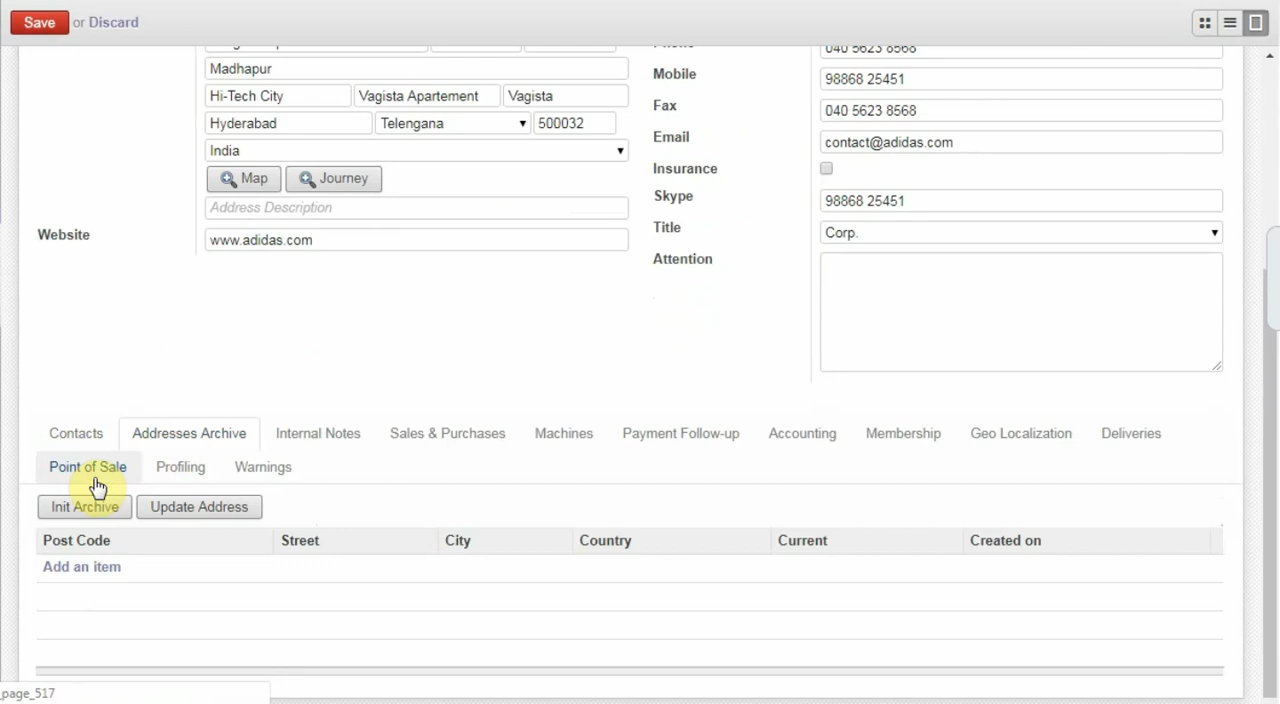 Save or Discard
040 5623 8568
Madhapur
Mobile
98868 25451
Hi-Tech City Vagista Apartement Vagista
Fax
040 5623 8568
Hyderabad Telengana 500032
Email
contact@adidas.com
India
Insurance
Map Journey
Skype
98868 25451
Address Description
Title
Corp.
Website
www.adidas.com
Attention
Contacts Addresses Archive Internal Notes Sales & Purchases Machines Payment Follow-up Accounting Membership Geo Localization Deliveries
Point of Sale Profiling Warnings
Init Archive Update Address
Post Code Street City Country Current Created on
Add an item
_page_517